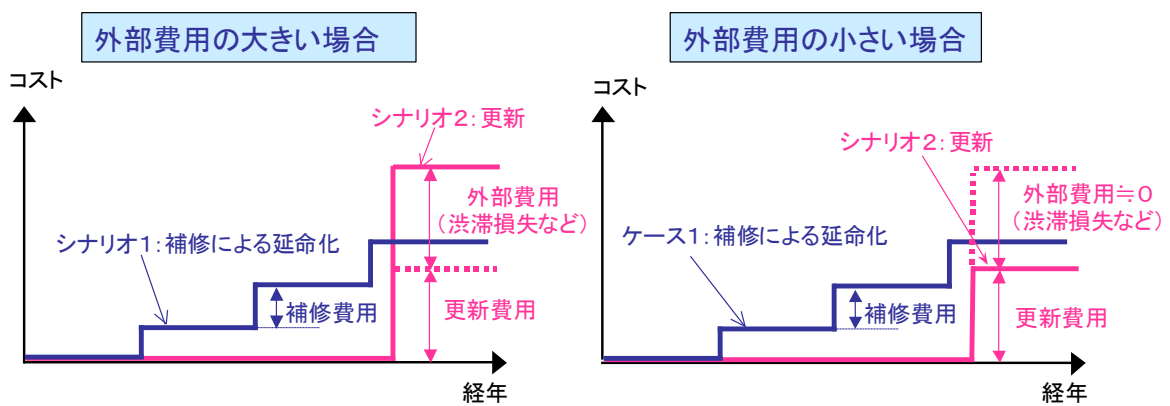 外部費用の大きい場合
コスト
シナリオ2：更新
外部費用
（渋滞損失など）
シナリオ1：補修による延命化
補修費用
更新費用
経年
外部費用の小さい場合
コスト
シナリオ2：更新
外部費用≒0
（渋滞損失など）
ケース1：補修による延命化
補修費用
更新費用
経年